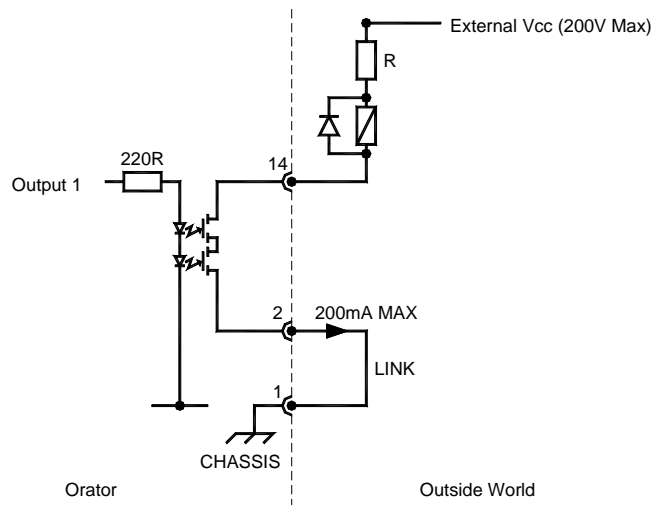 External Vcc (200V Max)
R
220R
14
Output 1
2
200mA MAX
LINK
1
CHASSIS
Orator
Outside World